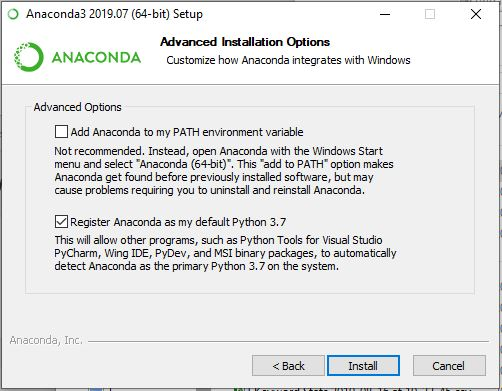 Anaconda3 2019.07 (64-bit) Setup
Advanced Installation Options
Customize how Anaconda integrates with Windows
ANACONDA
Advanced Options
Add Anaconda to my PATH environment variable
Not recommended. Instead, open Anaconda with the Windows Start
menu and select "Anaconda (64-bit)". This "add to PATH" option makes
Anaconda get found before previously installed software, but may
cause problems requiring you to uninstall and reinstall Anaconda.
Register Anaconda as my default Python 3.7
This will allow other programs, such as Python Tools for Visual Studio
PyCharm, Wing IDE, PyDev, and MSI binary packages, to automatically
detect Anaconda as the primary Python 3.7 on the system.
Anaconda, Inc.
< Back
Install
Cancel